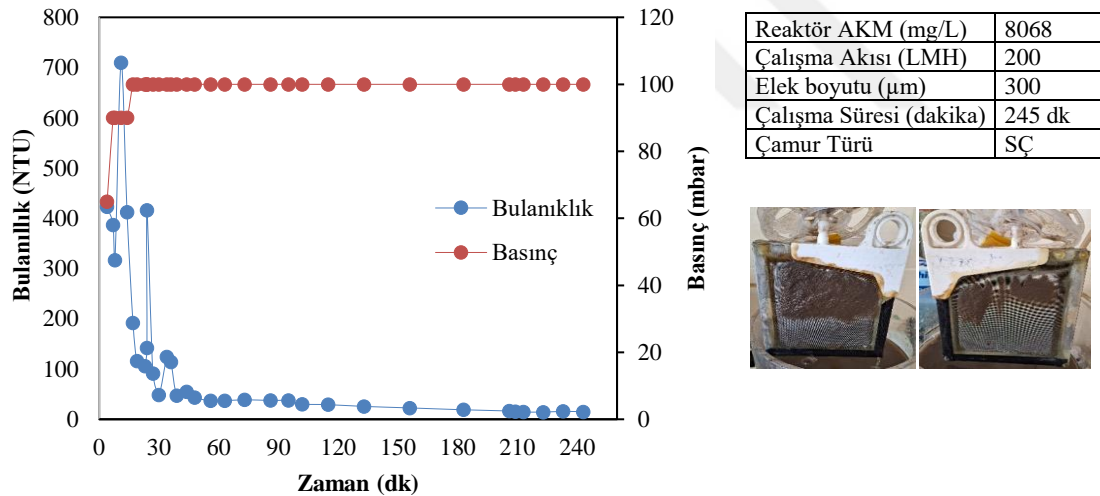 Bulanıllık (NTU)
800
700
600
500
400
300
200
100
0
120
100
80
60
40
20
0
Basınç (mbar)
Bulanıklık
Basınç
0 30 60 90 120 150 180 210 240
Zaman (dk)
Reaktör AKM (mg/L) 8068
Çalışma Akısı (LMH) 200
Elek boyutu (µm) 300
Çalışma Süresi (dakika) 245 dk
Çamur Türü SÇ